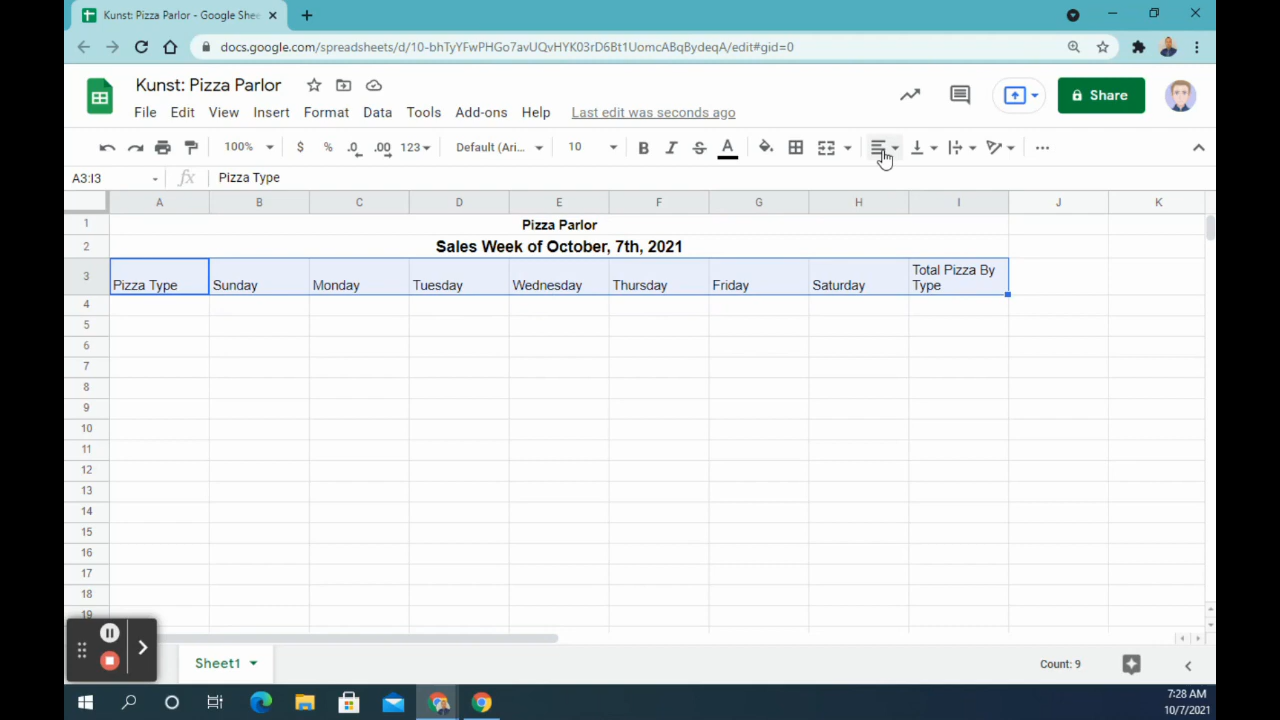 Kunst: Pizza Parlor - Google Shee
docs.google.com/spreadsheets/d/10-bhTyYFwPHGo7avUQvHYK03rD6Bt1UomcABqBydeqA/edit#gid=0
Kunst: Pizza Parlor
Share
File Edit View Insert Format Data Tools Add-ons Help Last edit was seconds ago
100% $ % .0 .00 123 Default (Ari... 10 B I S A
A3:I3 fx Pizza Type
A B C D E F G H I J K
1 Pizza Parlor
2 Sales Week of October, 7th, 2021
3 Pizza Type Sunday Monday Tuesday Wednesday Thursday Friday Saturday Total Pizza By
Type
4
5
6
7
8
9
10
11
12
13
14
15
16
17
18
19
Sheet1 Count: 9
7:28 AM
10/7/2021